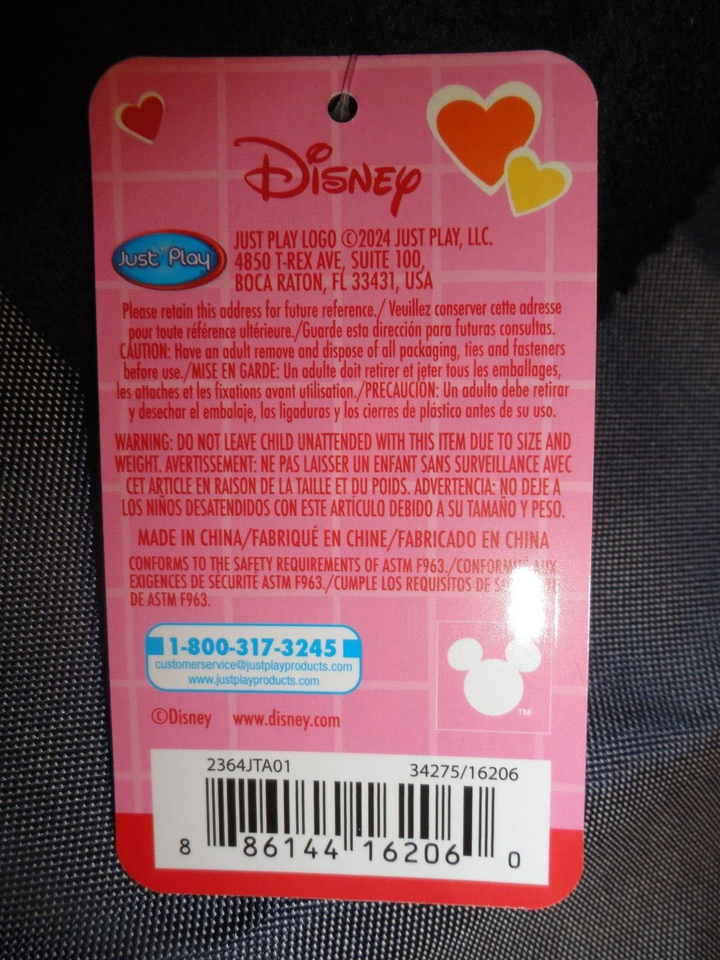 Disney
Just Play
JUST PLAY LOGO ©2024 JUST PLAY, LLC.
4850 T-REX AVE, SUITE 100,
BOCA RATON, FL 33431, USA
Please retain this address for future reference./ Veuillez conserver cette adresse
pour toute référence ultérieure./Guarde esta dirección para futuras consultas.
CAUTION: Have an adult remove and dispose of all packaging, ties and fasteners
before use./MISE EN GARDE: Un adulte doit retirer et jeter tous les emballages,
les attaches et les fixations avant utilisation./PRECAUCIÓN: Un adulto debe retirar
y desechar el embalaje, las ligaduras y los cierres de plástico antes de su uso.
WARNING: DO NOT LEAVE CHILD UNATTENDED WITH THIS ITEM DUE TO SIZE AND
WEIGHT. AVERTISSEMENT: NE PAS LAISSER UN ENFANT SANS SURVEILLANCE AVEC
CET ARTICLE EN RAISON DE LA TAILLE ET DU POIDS. ADVERTENCIA: NO DEJE A
LOS NIÑOS DESATENDIDOS CON ESTE ARTÍCULO DEBIDO A SU TAMAÑO Y PESO.
MADE IN CHINA/FABRIQUÉ EN CHINE/FABRICADO EN CHINA
CONFORMS TO THE SAFETY REQUIREMENTS OF ASTM F963./CONFORMITÉ AUX
EXIGENCES DE SÉCURITÉ ASTM F963./CUMPLE LOS REQUISITOS DE
DE ASTM F963.
1-800-317-3245
customerservice@justplayproducts.com
www.justplayproducts.com
TM
©Disney www.disney.com
2364JTA01 34275/16206
8 86144 16206 0